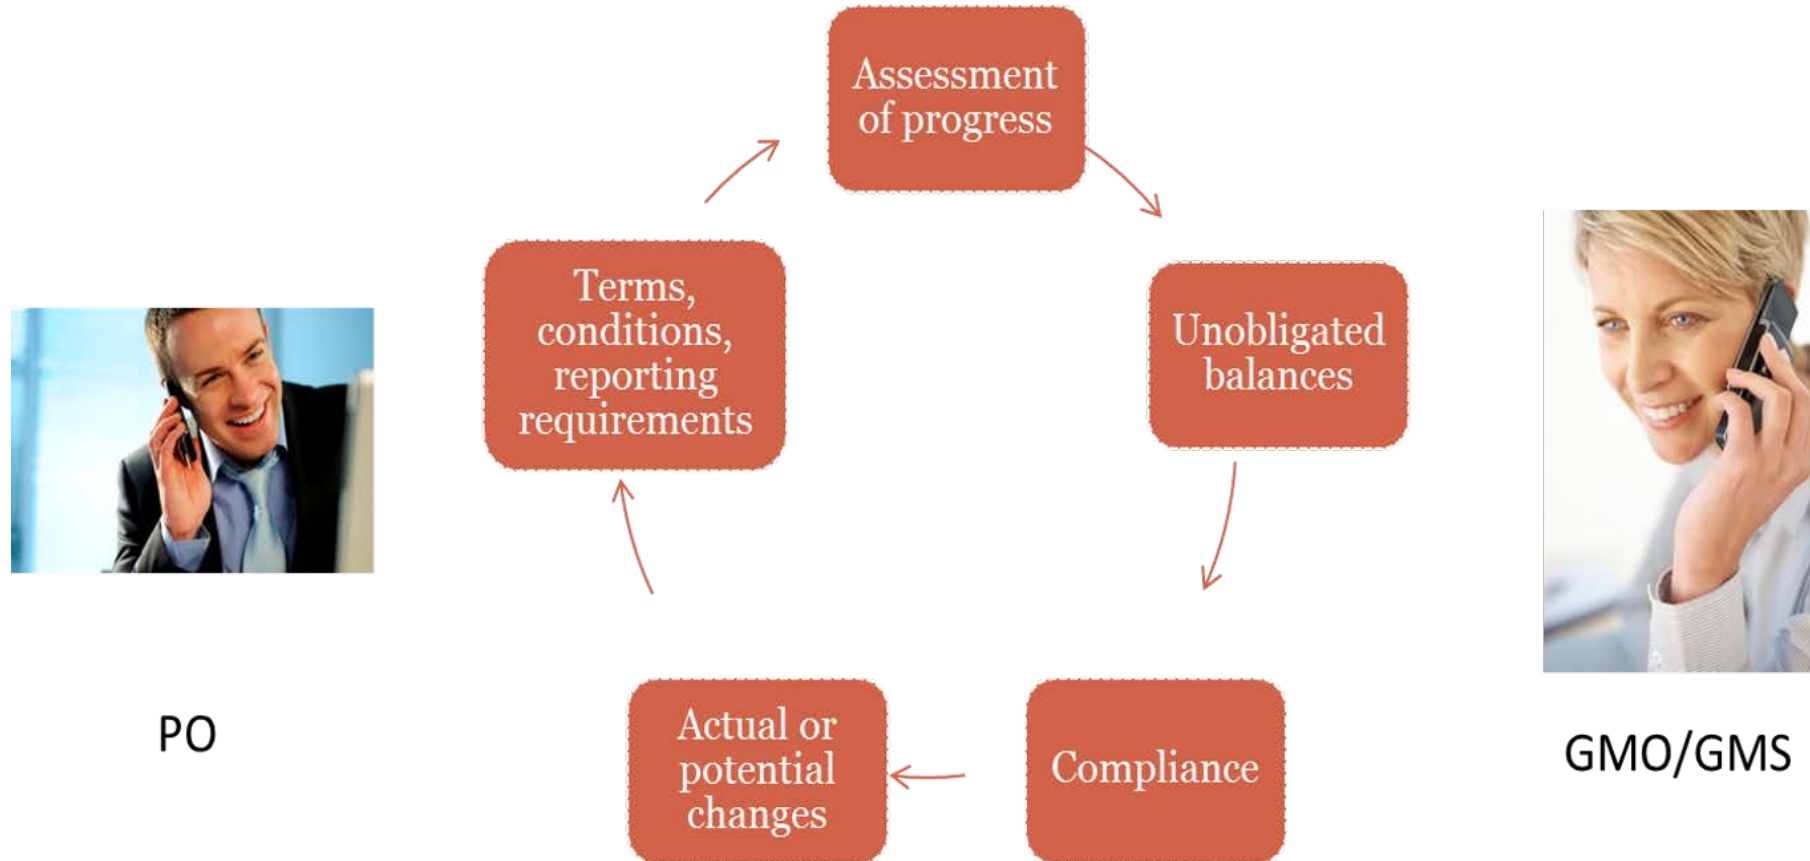 Assessment
of progress
Unobligated
balances
Compliance
Actual or
potential
changes
Terms,
conditions,
reporting
requirements
PO
GMO/GMS